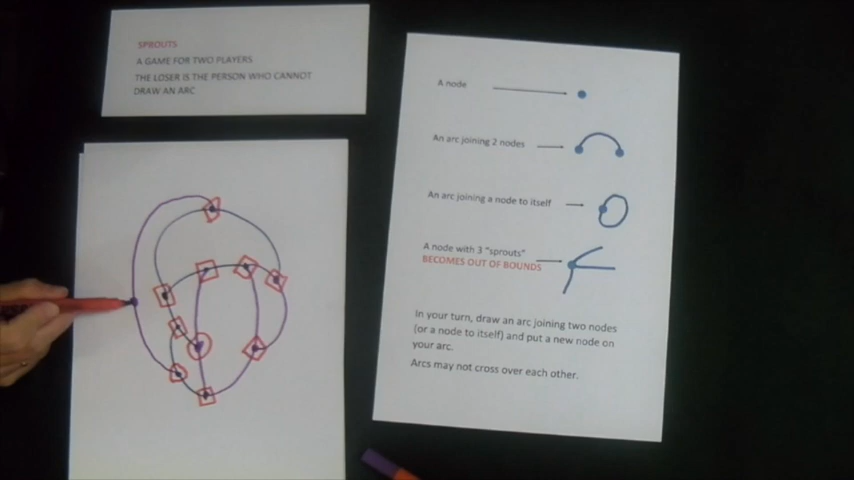 SPROUTS
A GAME FOR TWO PLAYERS
THE LOSER IS THE PERSON WHO CANNOT
DRAW AN ARC
A node
An arc joining 2 nodes
An arc joining a node to itself
A node with 3 "sprouts"
BECOMES OUT OF BOUNDS
In your turn, draw an arc joining two nodes
(or a node to itself) and put a new node on
your arc.
Arcs may not cross over each other.